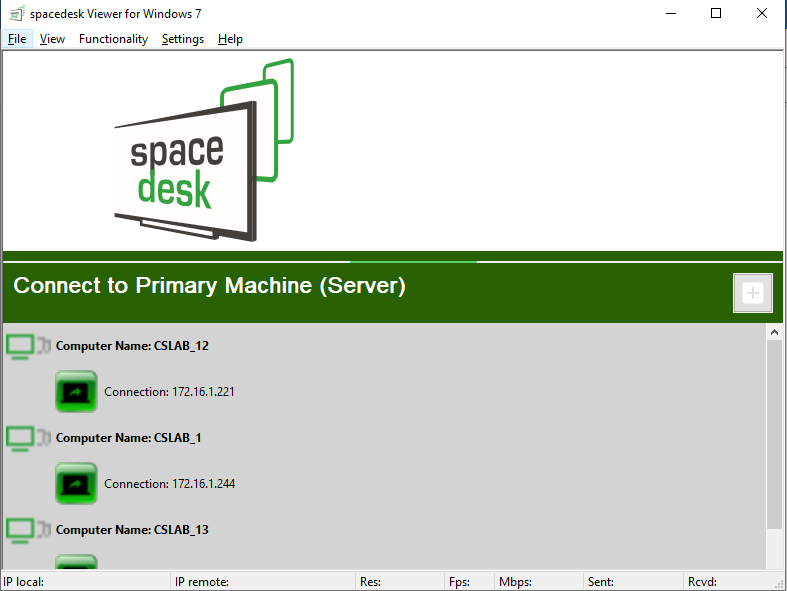 spacedesk Viewer for Windows 7
File View Functionality Settings Help
space
desk
Connect to Primary Machine (Server)
Computer Name: CSLAB_12
Connection: 172.16.1.221
Computer Name: CSLAB_1
Connection: 172.16.1.244
Computer Name: CSLAB_13
IP local: IP remote: Res: Fps: Mbps: Sent: Rcvd: